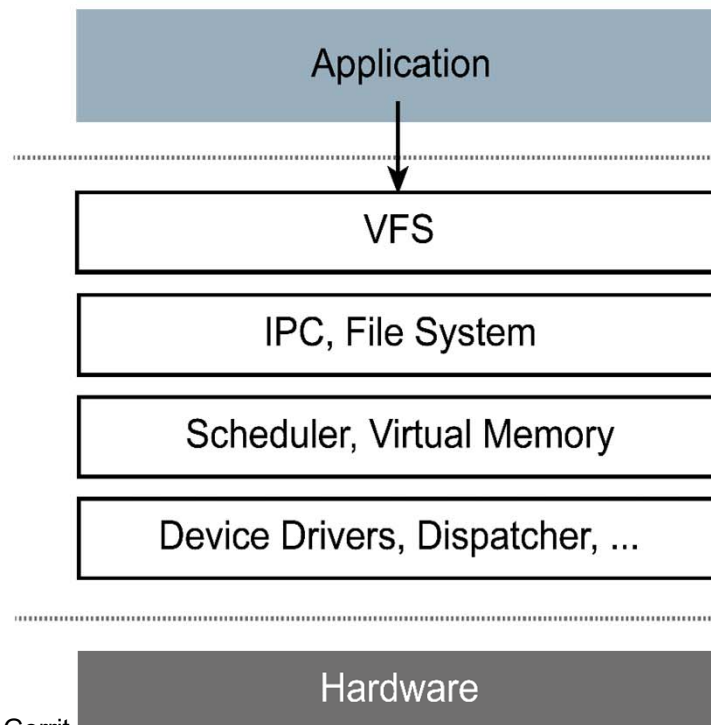 Application
VFS
IPC, File System
Scheduler, Virtual Memory
Device Drivers, Dispatcher, ...
Hardware